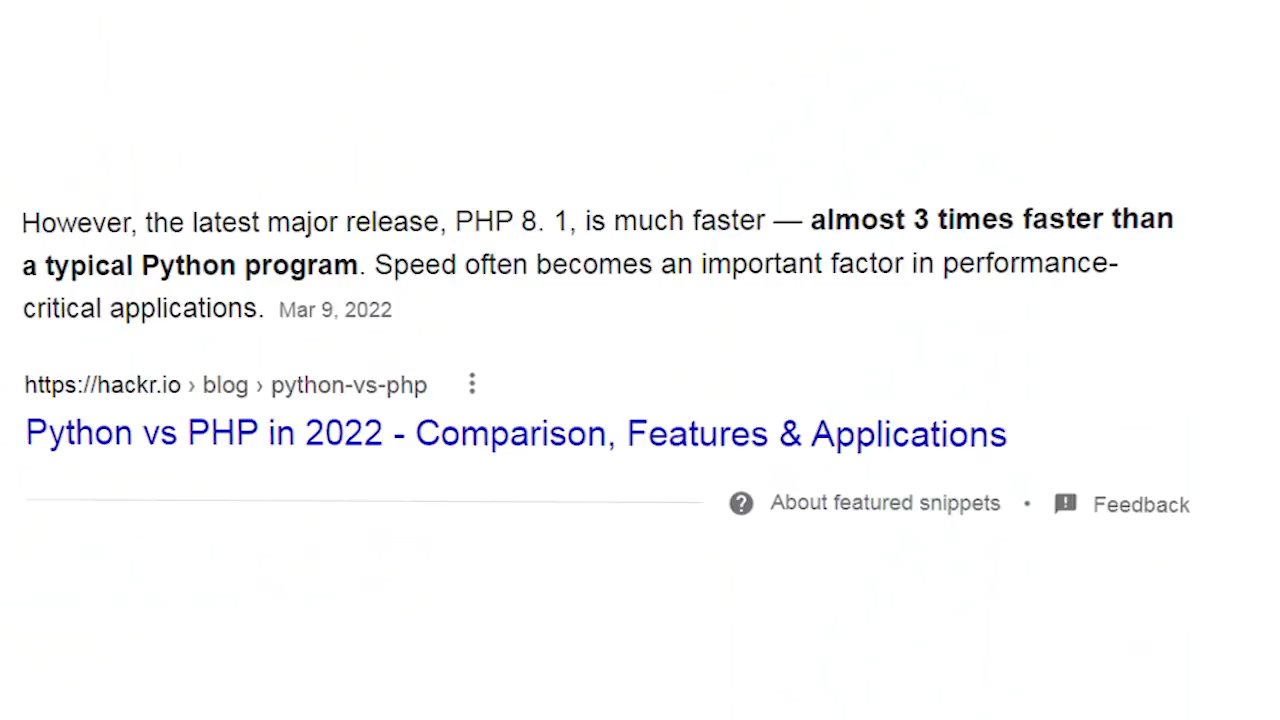 However, the latest major release, PHP 8. 1, is much faster — almost 3 times faster than
a typical Python program. Speed often becomes an important factor in performance-
critical applications. Mar 9, 2022
https://hackr.io › blog › python-vs-php
Python vs PHP in 2022 - Comparison, Features & Applications
About featured snippets • Feedback